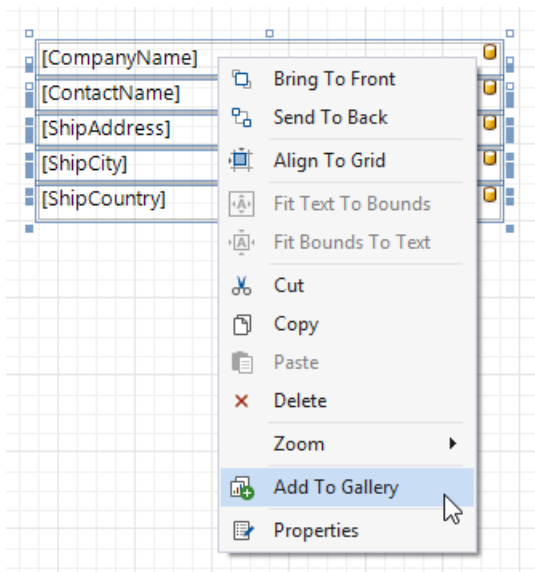 [CompanyName]
[ContactName]
[ShipAddress]
[ShipCity]
[ShipCountry]
Bring To Front
Send To Back
Align To Grid
Fit Text To Bounds
Fit Bounds To Text
Cut
Copy
Paste
Delete
Zoom
Add To Gallery
Properties